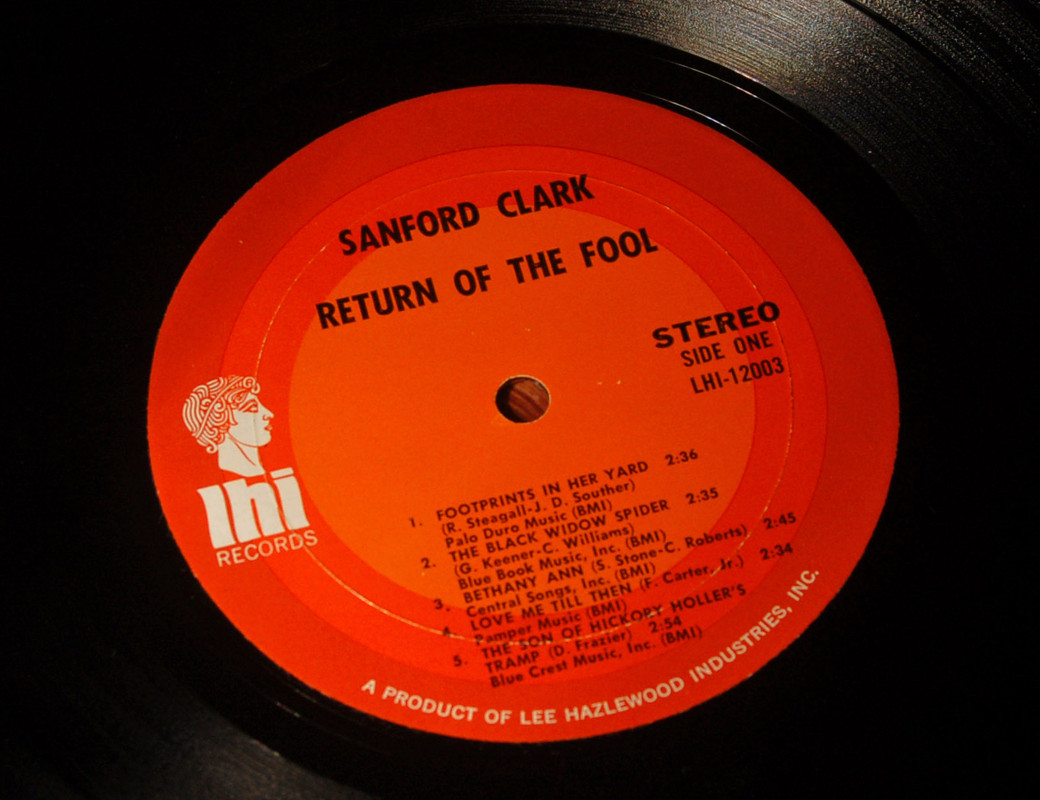 SANFORD CLARK
RETURN OF THE FOOL
STEREO
SIDE ONE
LHI-12003
lhi
RECORDS
1. FOOTPRINTS IN HER YARD 2:36
(R. Steagall-J. D. Souther)
Palo Duro Music (BMI)
2. THE BLACK WIDOW SPIDER 2:35
(G. Keener-C. Williams)
Blue Book Music, Inc. (BMI)
3. BETHANY ANN (S. Stone-C. Roberts) 2:45
Central Songs, Inc. (BMI)
4. LOVE ME TILL THEN (F. Carter, Jr.) 2:34
Pamper Music (BMI)
5. THE SON OF HICKORY HOLLER'S
TRAMP (D. Frazier) 2:54
Blue Crest Music, Inc. (BMI)
A PRODUCT OF LEE HAZLEWOOD INDUSTRIES, INC.